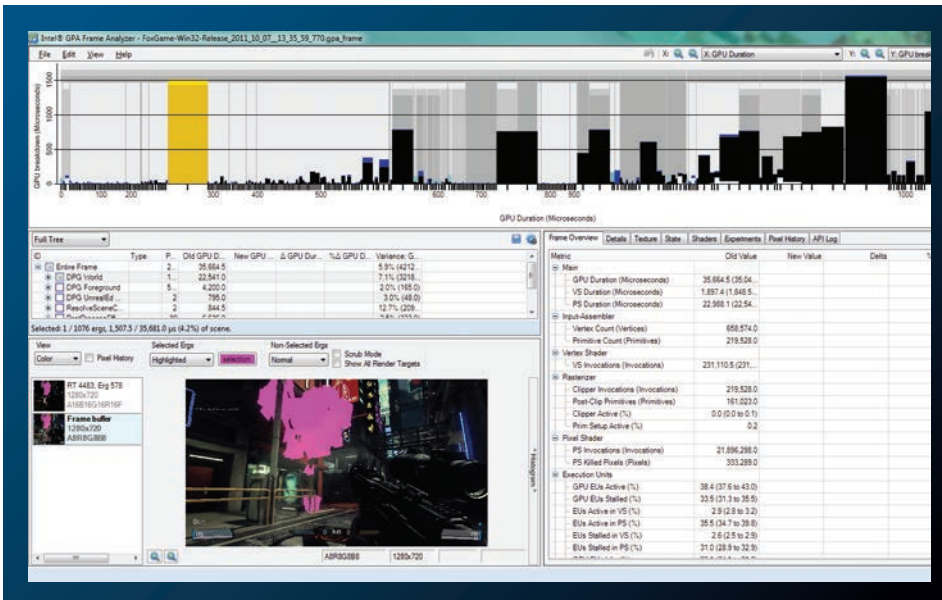 Intel® GPA Frame Analyzer - FoxGame-Win32-Release_2011_10_07__13_35_59_770.gpa_frame
File Edit View Help
X: X: GPU Duration Y: Y: GPU break
GPU breakdown (Microseconds)
1500
1000
500
0
0 100 200 300 400 500 600 700 800 900 1000
GPU Duration (Microseconds)
Full Tree
ID Type P... Old GPU D... New GPU ... Δ GPU Dur... %Δ GPU D... Variance: G...
Entire Frame 2... 35,664.5 5.9% (4212...
DPG World 1... 22,541.0 7.1% (3218...
DPG Foreground 5... 4,200.0 2.0% (165.0)
DPG UnrealEd ... 2 795.0 3.0% (48.0)
ResolveSceneC... 2 844.5 12.7% (209...
Selected: 1 / 1076 ergs, 1,507.5 / 35,681.0 μs (4.2%) of scene.
View
Color
Pixel History
Selected Ergs
Highlighted
selection
Non-Selected Ergs
Normal
Scrub Mode
Show All Render Targets
RT 4483, Erg 578
1280x720
A16B16G16R16F
Frame buffer
1280x720
A8R8G8B8
* Histogram *
A8R8G8B8 1280x720
Frame Overview Details Texture State Shaders Experiments Pixel History API Log
Metric Old Value New Value Delta %
Main
GPU Duration (Microseconds) 35,664.5 (35,04...
VS Duration (Microseconds) 1,897.4 (1,848.5...
PS Duration (Microseconds) 22,988.1 (22,54...
Input-Assembler
Vertex Count (Vertices) 658,574.0
Primitive Count (Primitives) 219,528.0
Vertex Shader
VS Invocations (Invocations) 231,110.5 (231,...
Rasterizer
Clipper Invocations (Invocations) 219,528.0
Post-Clip Primitives (Primitives) 161,023.0
Clipper Active (%) 0.0 (0.0 to 0.1)
Prim Setup Active (%) 0.2
Pixel Shader
PS Invocations (Invocations) 21,896,298.0
PS Killed Pixels (Pixels) 333,289.0
Execution Units
GPU EUs Active (%) 38.4 (37.6 to 43.0)
GPU EUs Stalled (%) 33.5 (31.3 to 35.5)
EUs Active in VS (%) 2.9 (2.8 to 3.2)
EUs Active in PS (%) 35.5 (34.7 to 39.8)
EUs Stalled in VS (%) 2.6 (2.5 to 2.9)
EUs Stalled in PS (%) 31.0 (28.9 to 32.9)